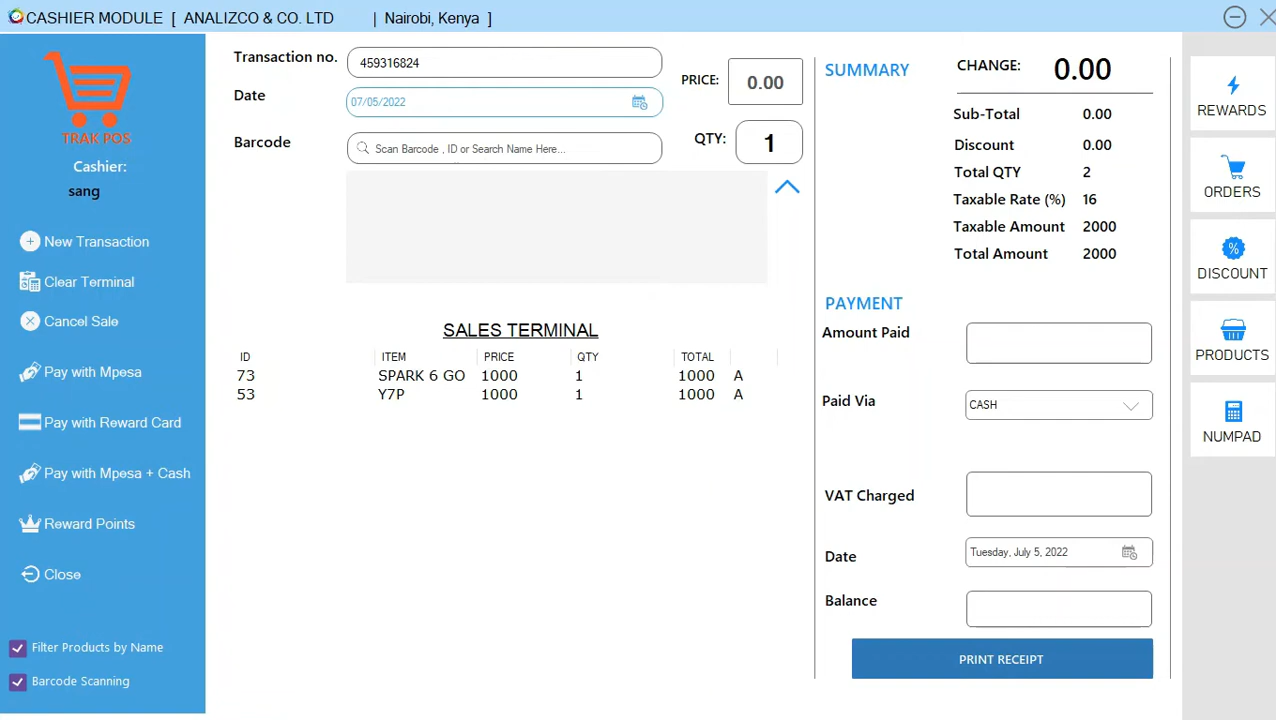 CASHIER MODULE [ ANALIZCO & CO. LTD | Nairobi, Kenya ]
TRAK POS
Cashier:
sang
New Transaction
Clear Terminal
Cancel Sale
Pay with Mpesa
Pay with Reward Card
Pay with Mpesa + Cash
Reward Points
Close
Filter Products by Name
Barcode Scanning
Transaction no. 459316824
Date 07/05/2022
Barcode Scan Barcode , ID or Search Name Here...
PRICE: 0.00
QTY: 1
SALES TERMINAL
ID ITEM PRICE QTY TOTAL
73 SPARK 6 GO 1000 1 1000 A
53 Y7P 1000 1 1000 A
SUMMARY
CHANGE: 0.00
Sub-Total 0.00
Discount 0.00
Total QTY 2
Taxable Rate (%) 16
Taxable Amount 2000
Total Amount 2000
PAYMENT
Amount Paid
Paid Via CASH
VAT Charged
Date Tuesday, July 5, 2022
Balance
PRINT RECEIPT
REWARDS
ORDERS
%
DISCOUNT
PRODUCTS
NUMPAD